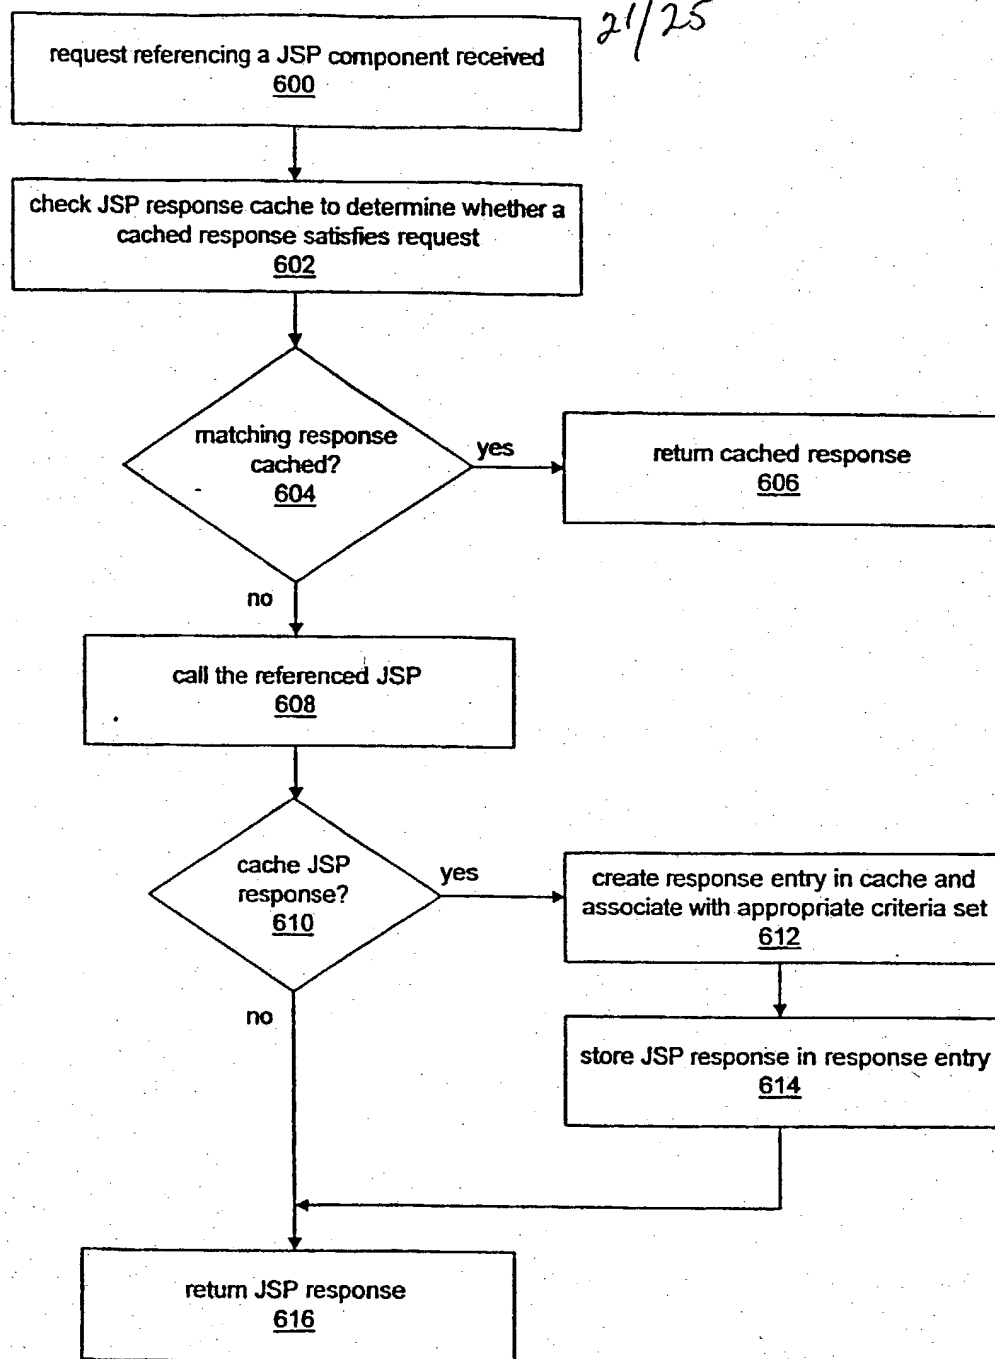 21/25
request referencing a JSP component received
600
check JSP response cache to determine whether a
cached response satisfies request
602
matching response
cached?
604
yes
return cached response
606
no
call the referenced JSP
608
cache JSP
response?
610
yes
create response entry in cache and
associate with appropriate criteria set
612
no
store JSP response in response entry
614
return JSP response
616